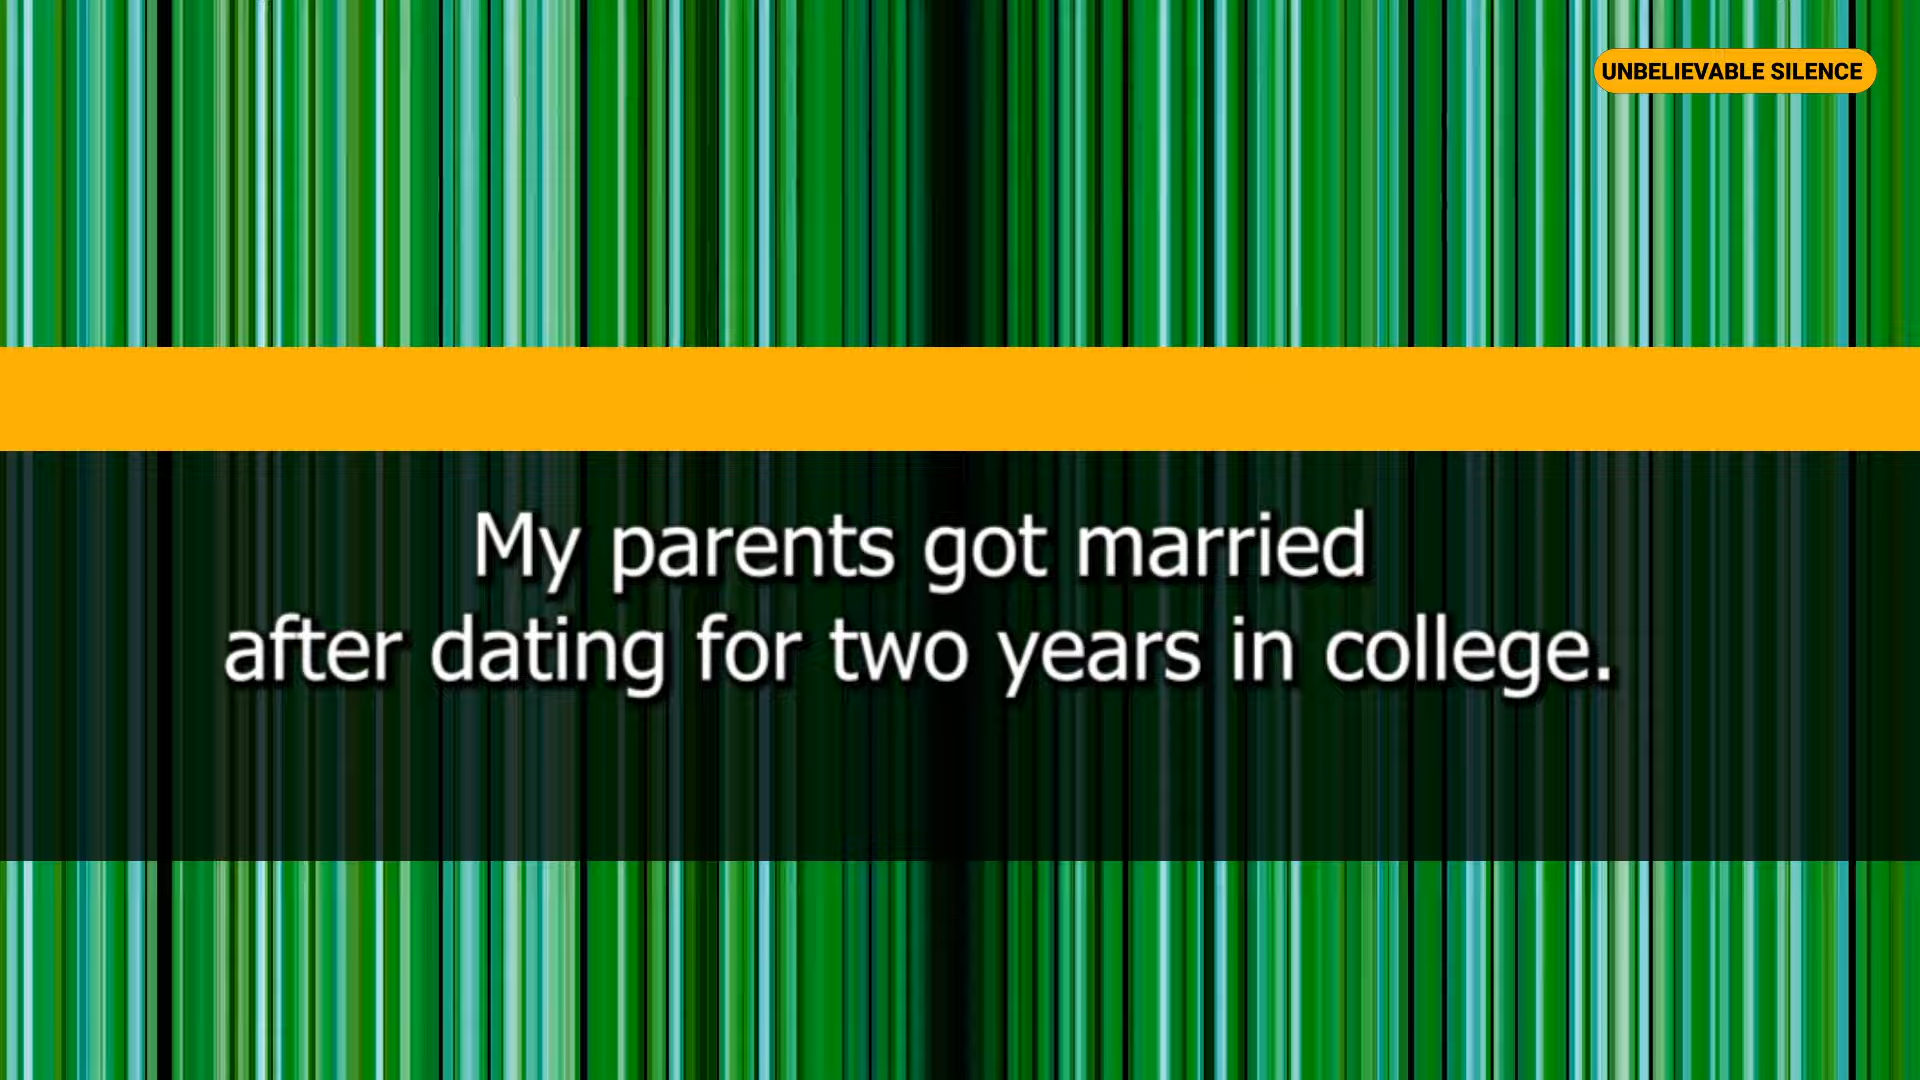 UNBELIEVABLE SILENCE
My parents got married
after dating for two years in college.